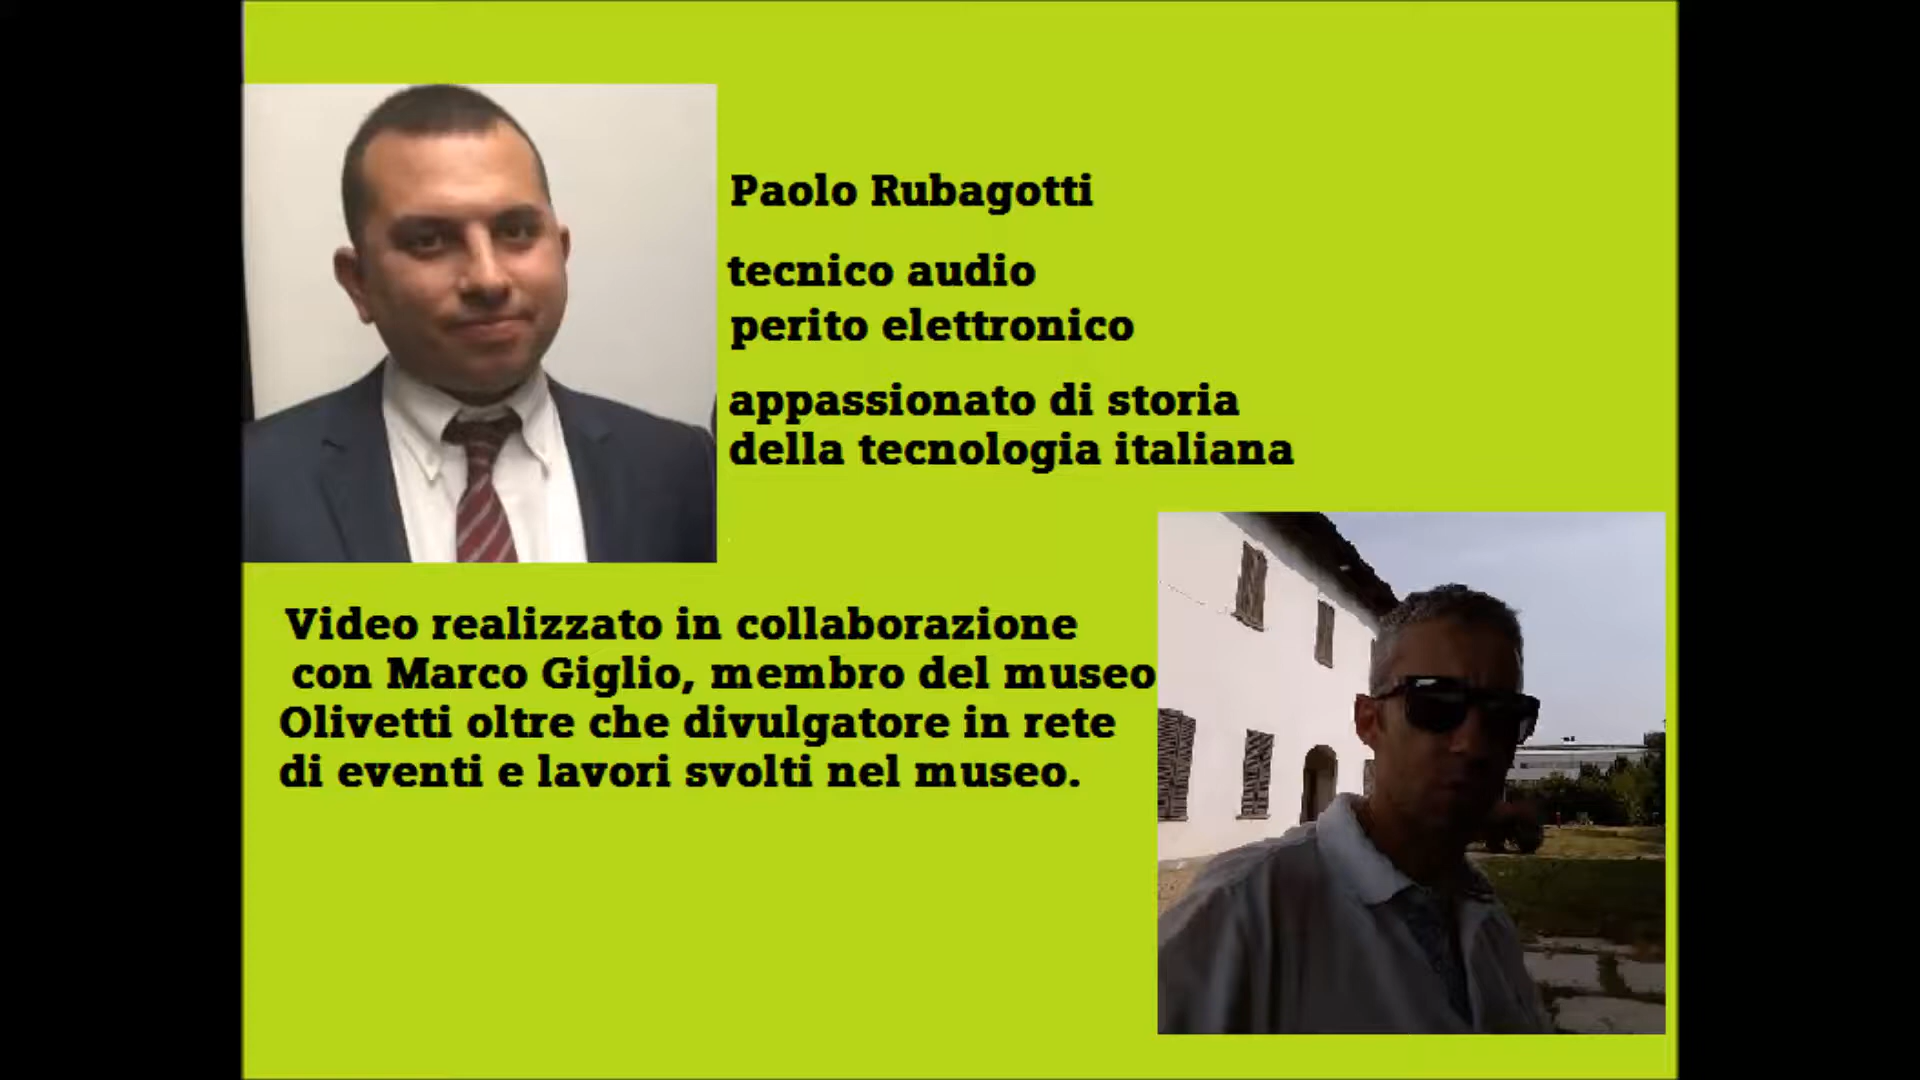 Paolo Rubagotti
tecnico audio
perito elettronico
appassionato di storia
della tecnologia italiana
Video realizzato in collaborazione
con Marco Giglio, membro del museo
Olivetti oltre che divulgatore in rete
di eventi e lavori svolti nel museo.